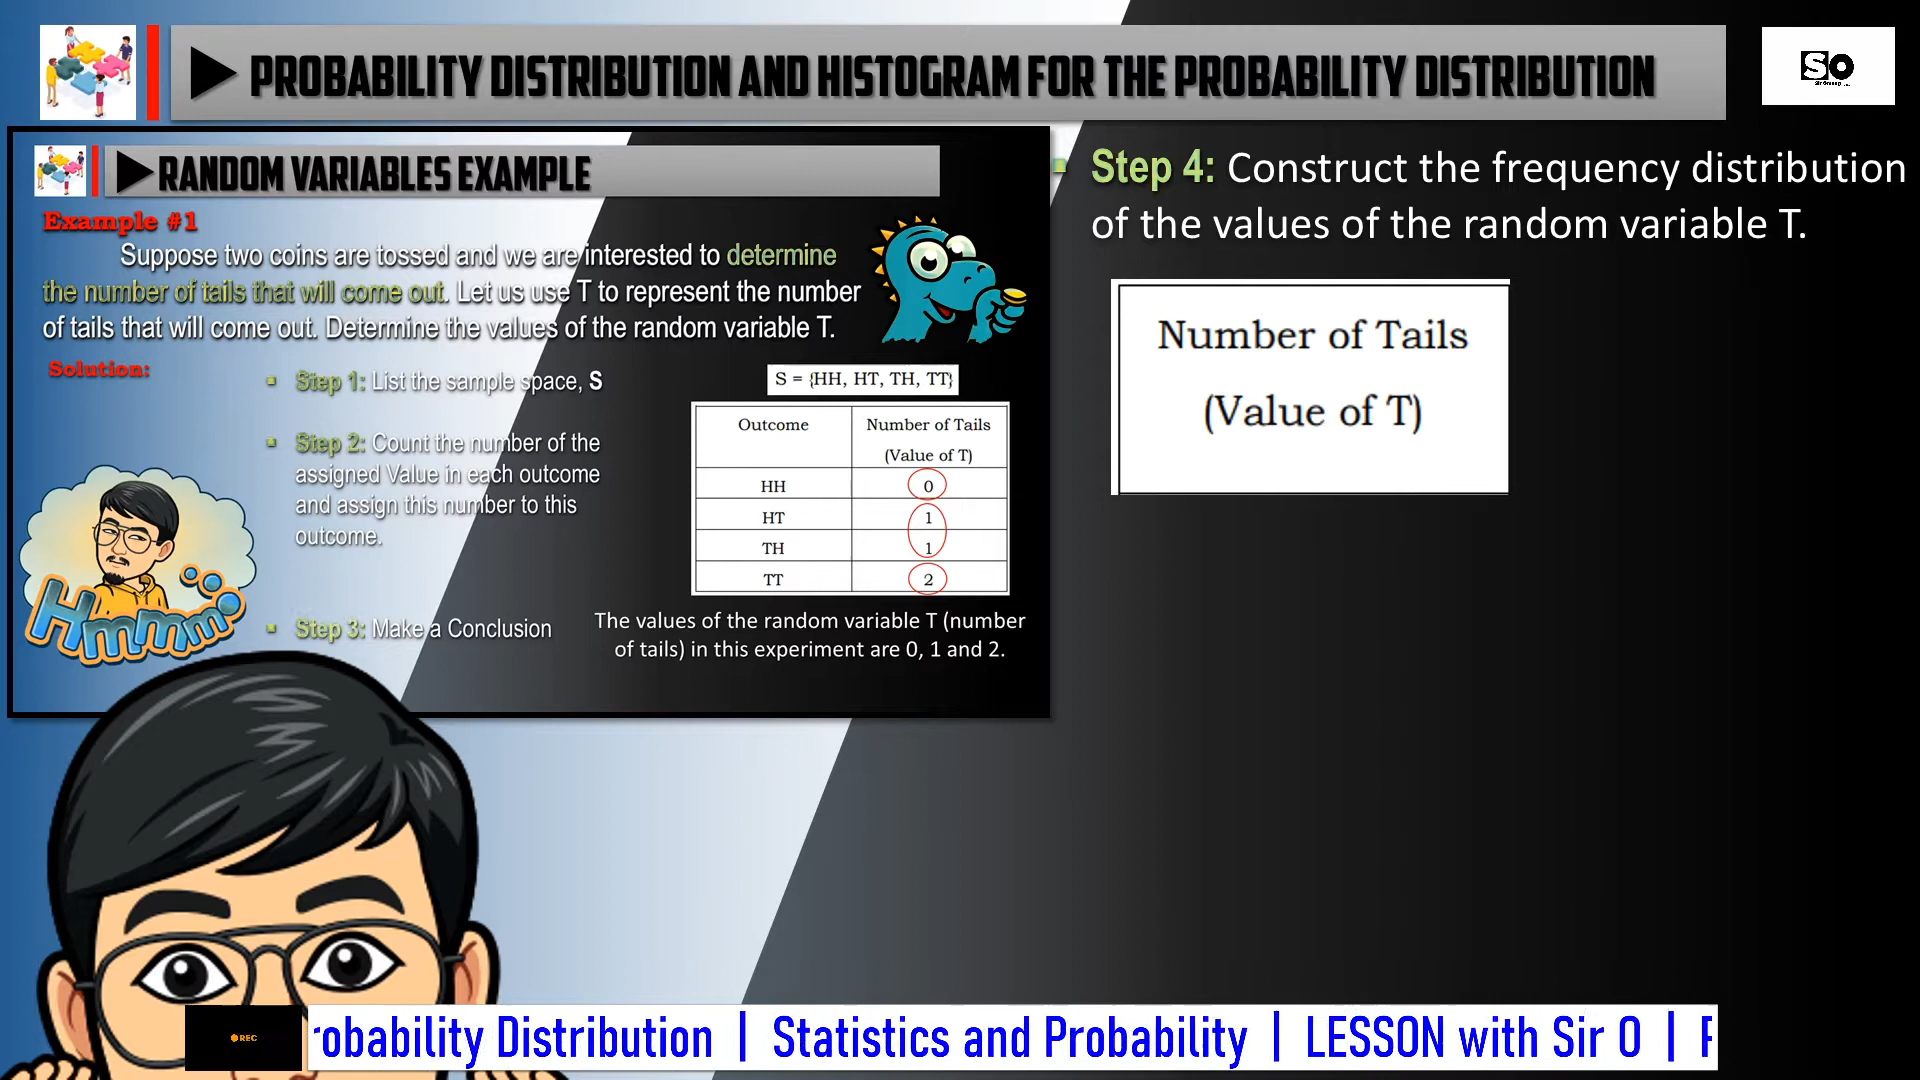 PROBABILITY DISTRIBUTION AND HISTOGRAM FOR THE PROBABILITY DISTRIBUTION
SO
RANDOM VARIABLES EXAMPLE
Example #1
Suppose two coins are tossed and we are interested to determine
the number of tails that will come out. Let us use T to represent the number
of tails that will come out. Determine the values of the random variable T.
Solution:
Step 1: List the sample space, S
S = {HH, HT, TH, TT}
Step 2: Count the number of the
assigned Value in each outcome
and assign this number to this
outcome.
Outcome Number of Tails
(Value of T)
HH 0
HT 1
TH 1
TT 2
Hmmm
Step 3: Make a Conclusion
The values of the random variable T (number
of tails) in this experiment are 0, 1 and 2.
Step 4: Construct the frequency distribution
of the values of the random variable T.
Number of Tails
(Value of T)
REC
robability Distribution | Statistics and Probability | LESSON with Sir O |